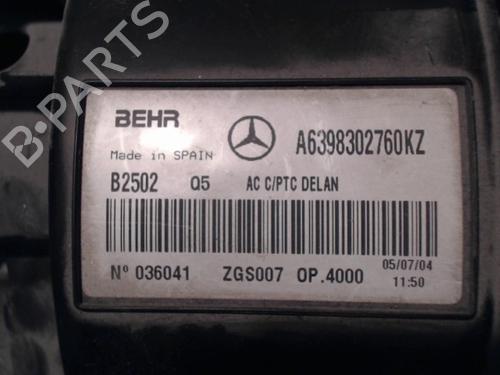 B-PARTS
BEHR A6398302760KZ
Made in SPAIN
B2502 Q5 AC C/PTC DELAN
Nº 036041 ZGS007 OP.4000 05/07/04
11:50